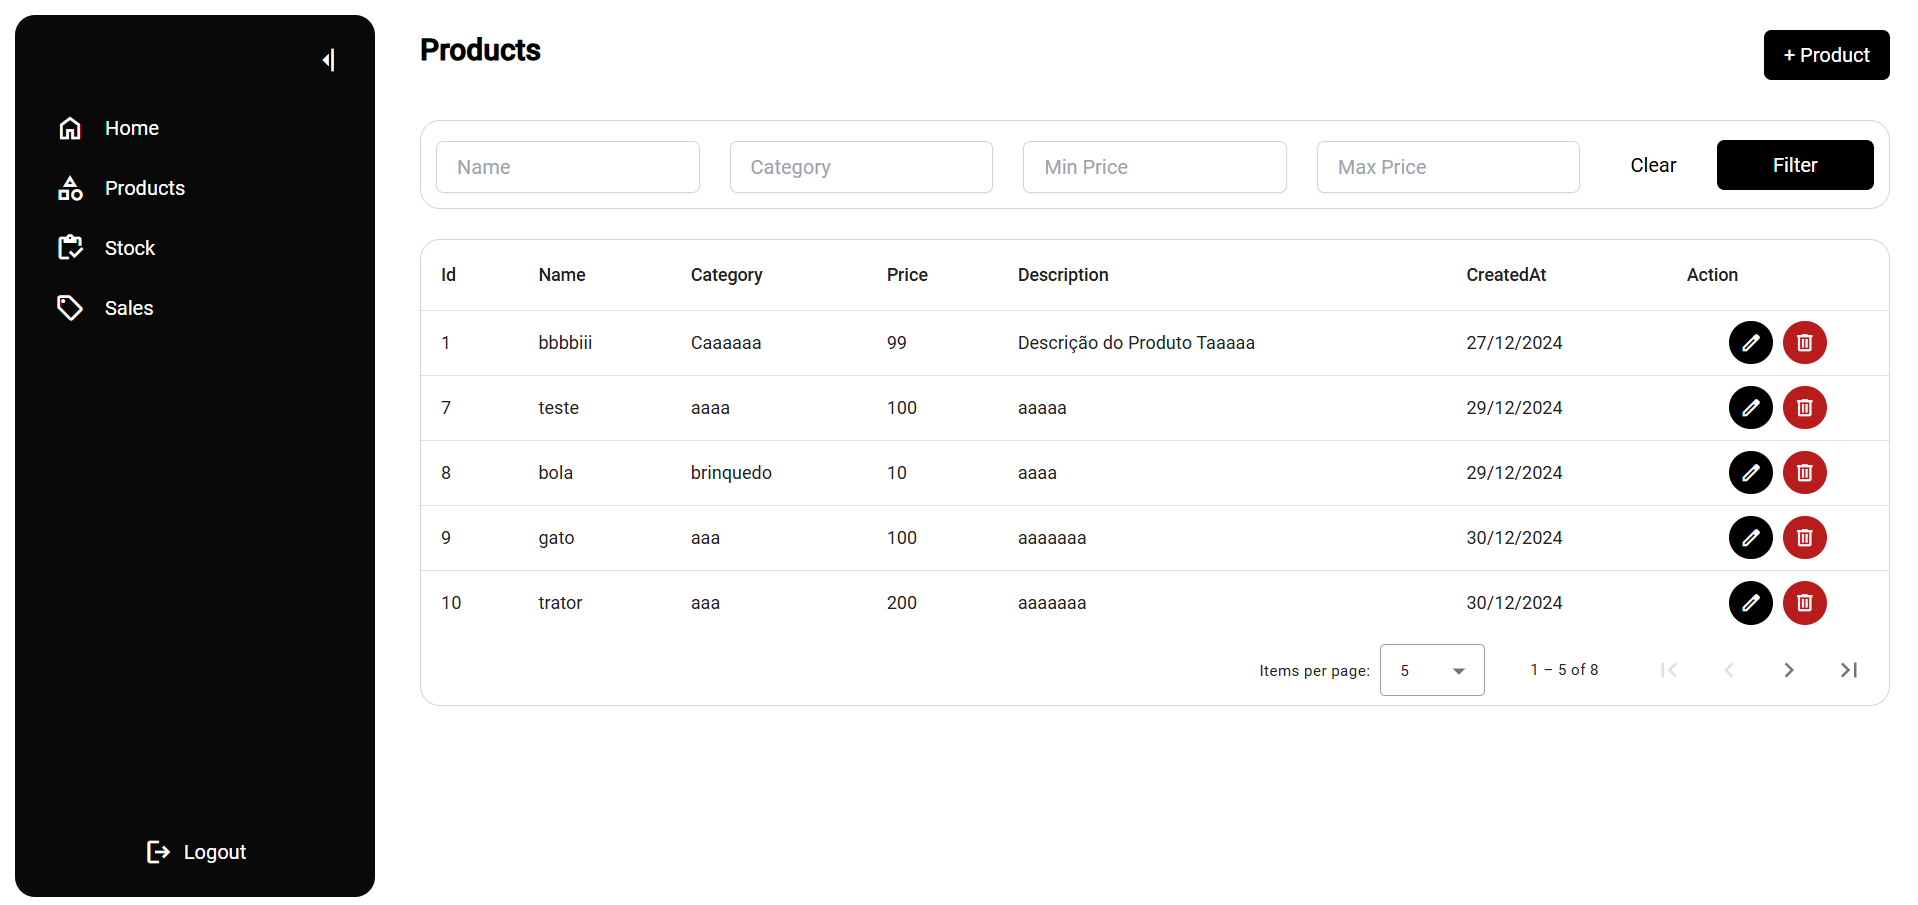 Home
Products
Stock
Sales
Logout
Products
+ Product
Name Category Min Price Max Price Clear Filter
Id Name Category Price Description CreatedAt Action
1 bbbbiii Caaaaaa 99 Descrição do Produto Taaaaa 27/12/2024
7 teste aaaa 100 aaaaa 29/12/2024
8 bola brinquedo 10 aaaa 29/12/2024
9 gato aaa 100 aaaaaaa 30/12/2024
10 trator aaa 200 aaaaaaa 30/12/2024
Items per page: 5 1 – 5 of 8